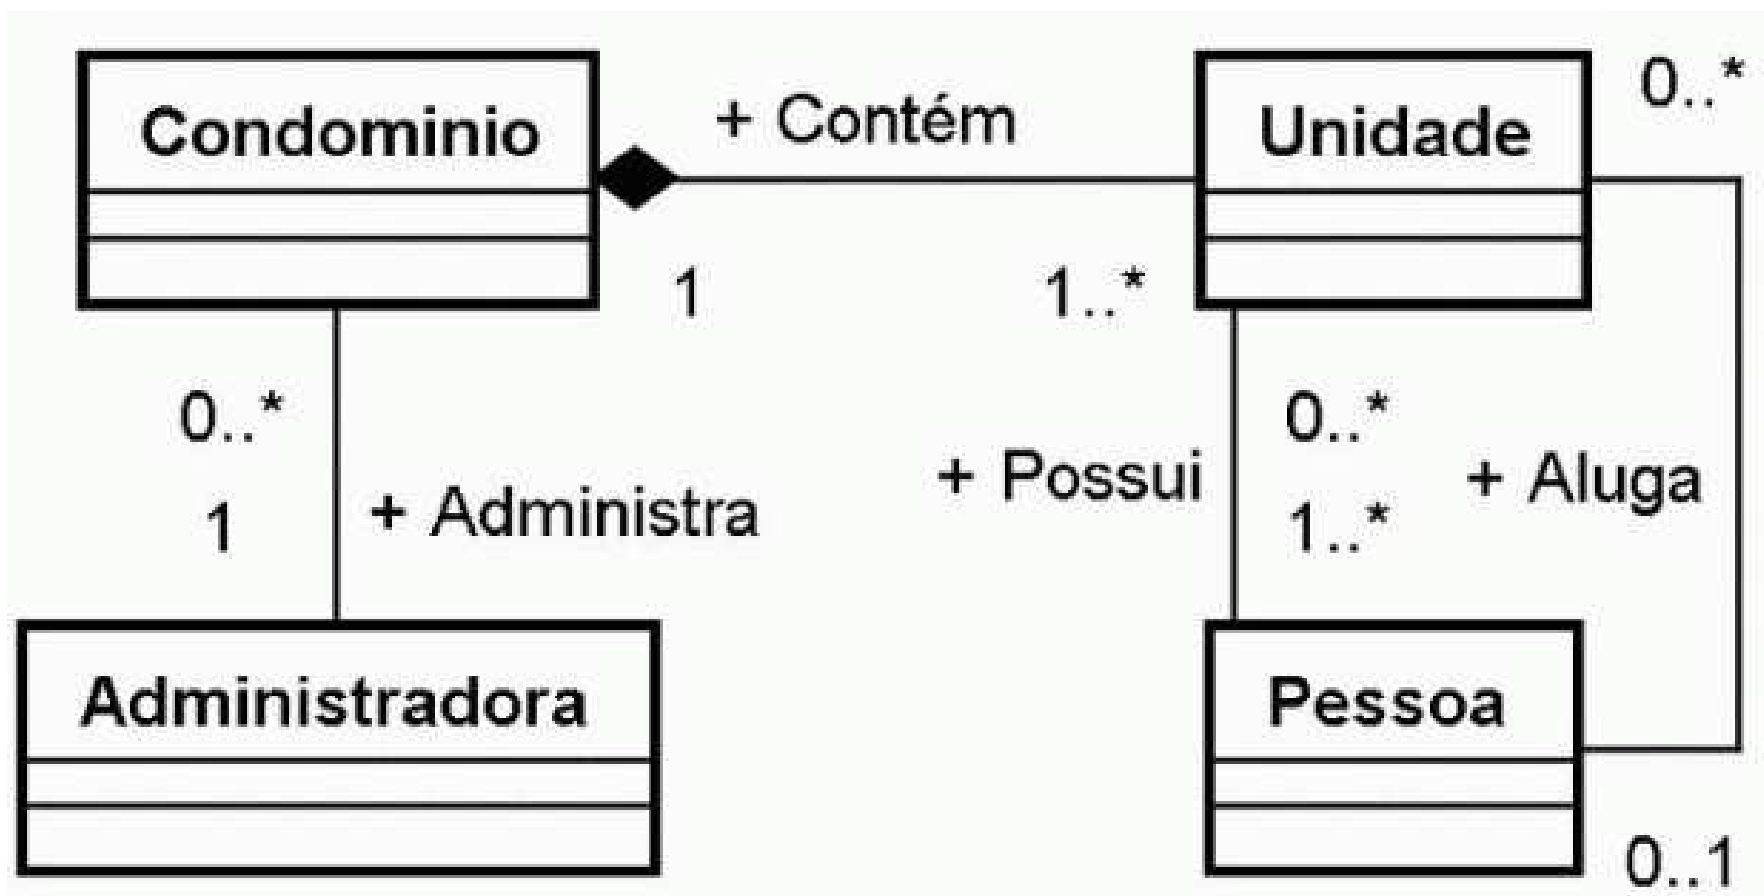 Condominio
+ Contém
Unidade
0..*
1
1..*
0..*
1
+ Administra
+ Possui
0..*
1..*
+ Aluga
Administradora
Pessoa
0..1